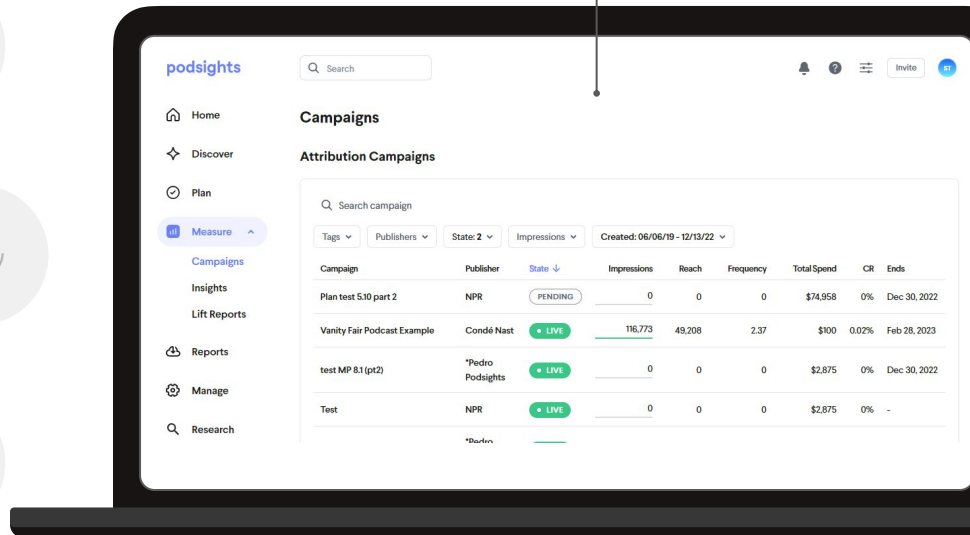 podsights
Search
Invite
ST
Home
Discover
Plan
Measure
Campaigns
Insights
Lift Reports
Reports
Manage
Research
Campaigns
Attribution Campaigns
Search campaign
Tags Publishers State: 2 Impressions Created: 06/06/19 - 12/13/22
Campaign Publisher State ↓ Impressions Reach Frequency Total Spend CR Ends
Plan test 5.10 part 2 NPR PENDING 0 0 0 $74,958 0% Dec 30, 2022
Vanity Fair Podcast Example Condé Nast • LIVE 116,773 49,208 2.37 $100 0.02% Feb 28, 2023
test MP 8.1 (pt2) *Pedro Podsights • LIVE 0 0 0 $2,875 0% Dec 30, 2022
Test NPR • LIVE 0 0 0 $2,875 0% -
*Pedro